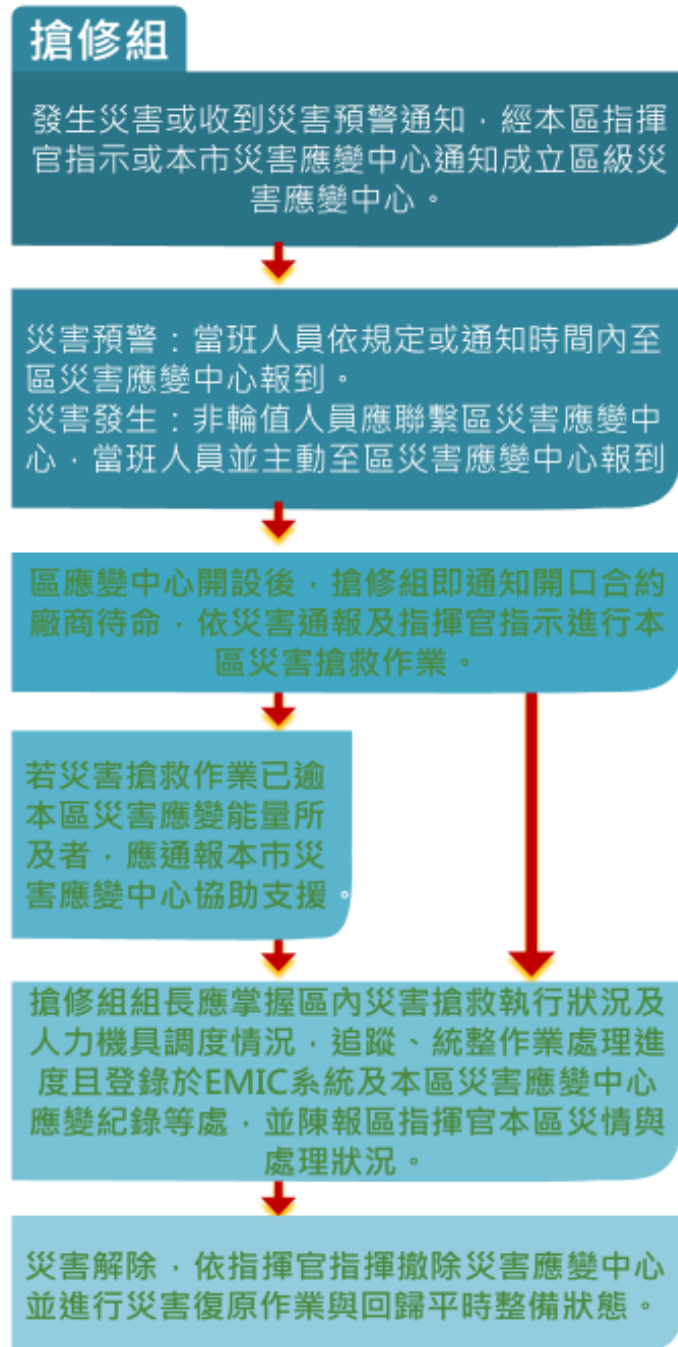 搶修組
發生災害或收到災害預警通知，經本區指揮
官指示或本市災害應變中心通知成立區級災
害應變中心。
災害預警：當班人員依規定或通知時間內至
區災害應變中心報到。
災害發生：非輪值人員應聯繫區災害應變中
心，當班人員並主動至區災害應變中心報到
區應變中心開設後，搶修組即通知開口合約
廠商待命，依災害通報及指揮官指示進行本
區災害搶救作業。
若災害搶救作業已逾
本區災害應變能量所
及者，應通報本市災
害應變中心協助支援。
搶修組組長應掌握區內災害搶救執行狀況及
人力機具調度情況，追蹤、統整作業處理進
度且登錄於EMIC系統及本區災害應變中心
應變紀錄等處，並陳報區指揮官本區災情與
處理狀況。
災害解除，依指揮官指揮撤除災害應變中心
並進行災害復原作業與回歸平時整備狀態。